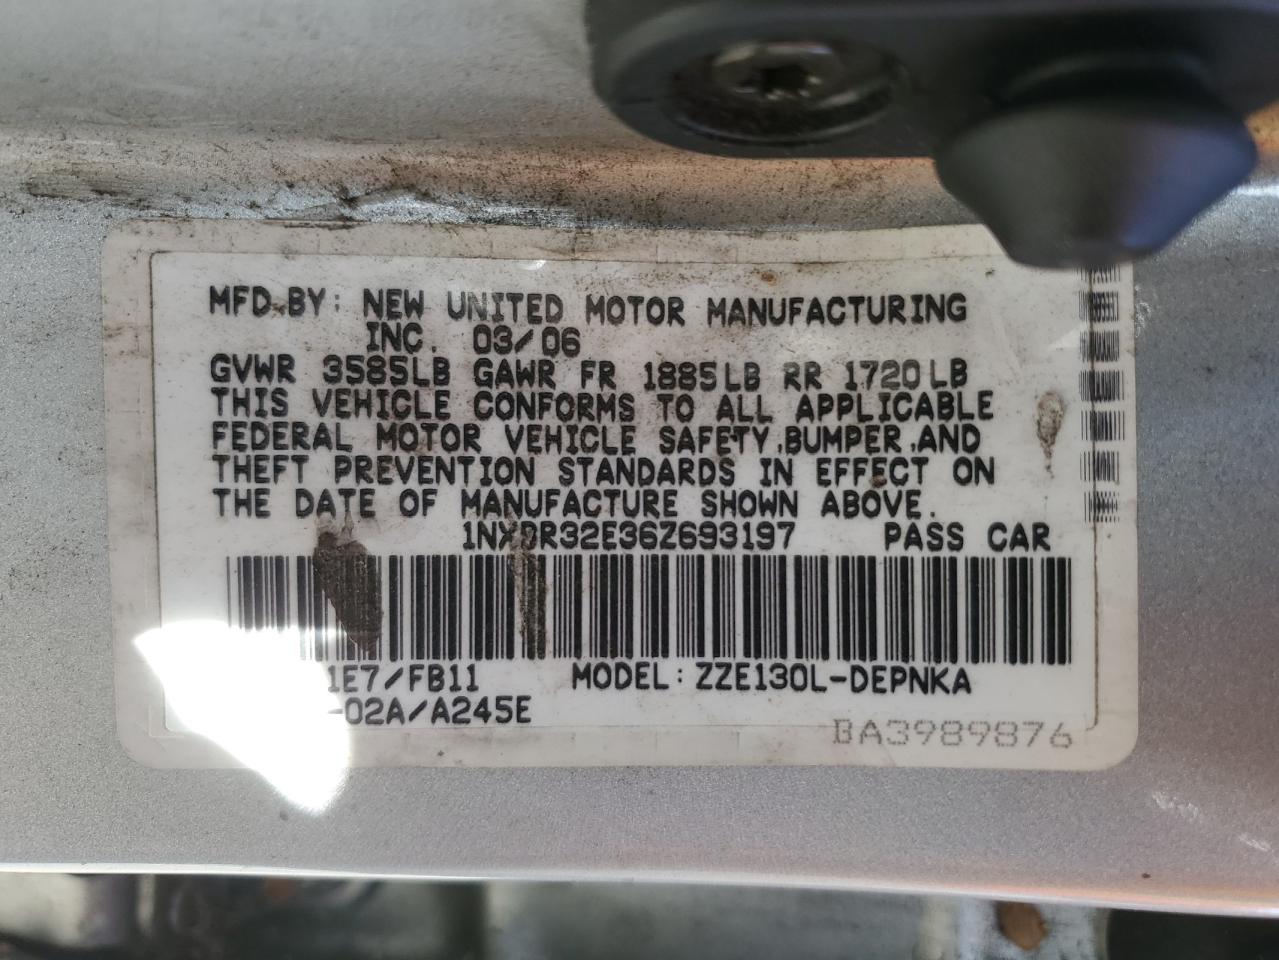 MFD.BY: NEW UNITED MOTOR MANUFACTURING
INC. 03/06
GVWR 3585LB GAWR FR 1885LB RR 1720LB
THIS VEHICLE CONFORMS TO ALL APPLICABLE
FEDERAL MOTOR VEHICLE SAFETY,BUMPER,AND
THEFT PREVENTION STANDARDS IN EFFECT ON
THE DATE OF MANUFACTURE SHOWN ABOVE.
1NXBR32E36Z693197 PASS CAR
1E7/FB11 MODEL: ZZE130L-DEPNKA
-02A/A245E
BA3989876